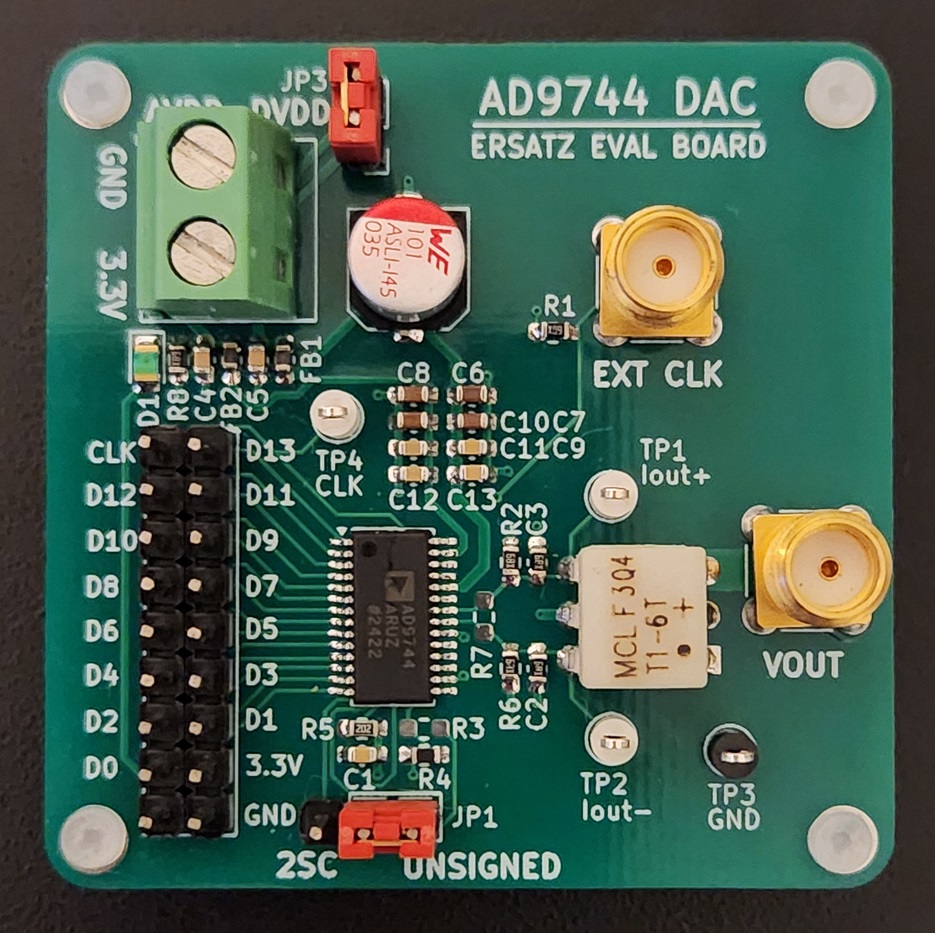 JP3
AVDD DVDD
AD9744 DAC
ERSATZ EVAL BOARD
GND
3.3V
WE
101
ASLI-145
035
R1
EXT CLK
D1
R8
C4
FB2
C5
FB1
C8 C6
C10 C7
C11 C9
C12 C13
TP4
CLK
TP1
Iout+
CLK D13
D12 D11
D10 D9
D8 D7
D6 D5
D4 D3
D2 D1
D0 3.3V
GND
AD9744
ARUZ
#2422
R2
C3
R7
R6
C2
MCL F304
T1-6T
+
VOUT
R5
202
R3
C1
R4
TP2
Iout-
TP3
GND
JP1
2SC UNSIGNED